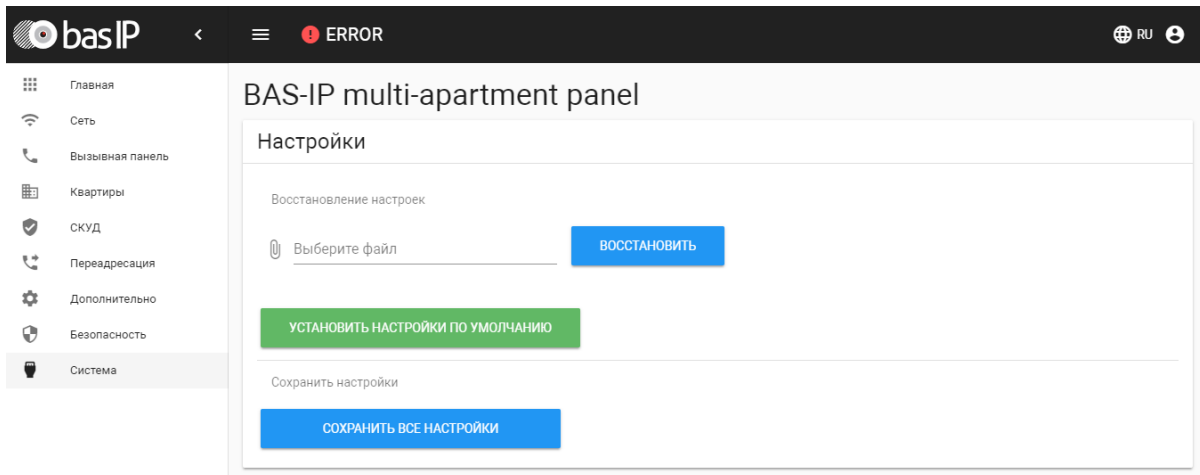 bas IP
ERROR
RU
Главная
Сеть
Вызывная панель
Квартиры
СКУД
Переадресация
Дополнительно
Безопасность
Система
BAS-IP multi-apartment panel
Настройки
Восстановление настроек
Выберите файл
ВОССТАНОВИТЬ
УСТАНОВИТЬ НАСТРОЙКИ ПО УМОЛЧАНИЮ
Сохранить настройки
СОХРАНИТЬ ВСЕ НАСТРОЙКИ